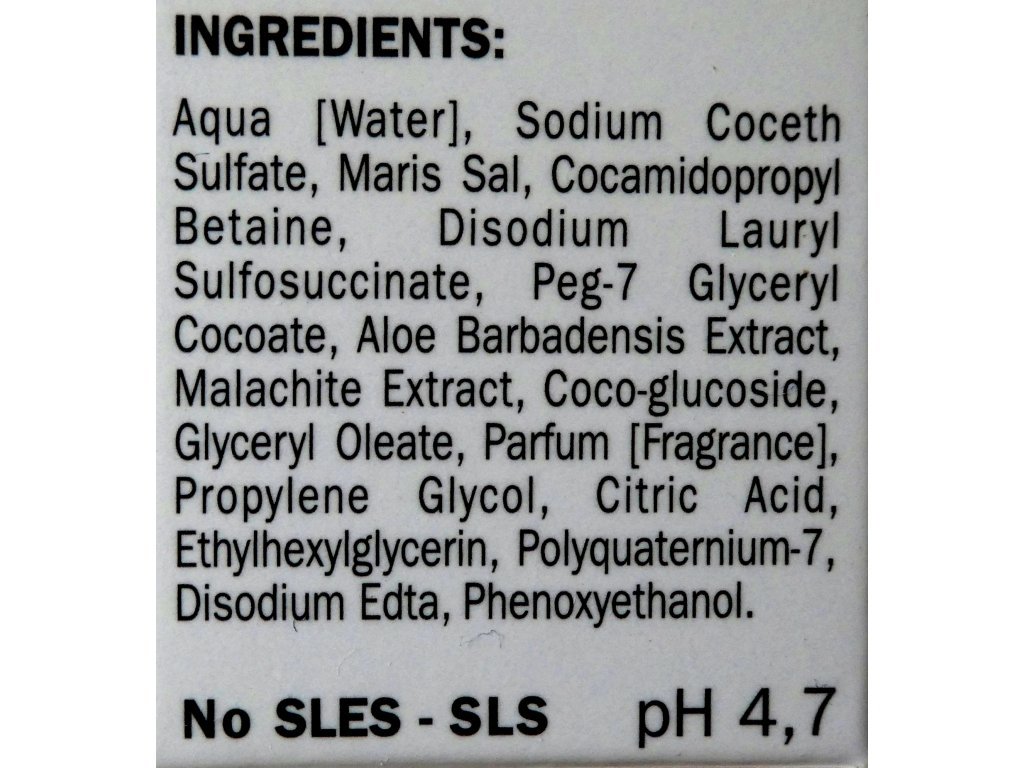 INGREDIENTS:
Aqua [Water], Sodium Coceth
Sulfate, Maris Sal, Cocamidopropyl
Betaine, Disodium Lauryl
Sulfosuccinate, Peg-7 Glyceryl
Cocoate, Aloe Barbadensis Extract,
Malachite Extract, Coco-glucoside,
Glyceryl Oleate, Parfum [Fragrance],
Propylene Glycol, Citric Acid,
Ethylhexylglycerin, Polyquaternium-7,
Disodium Edta, Phenoxyethanol.
No SLES - SLS pH 4,7